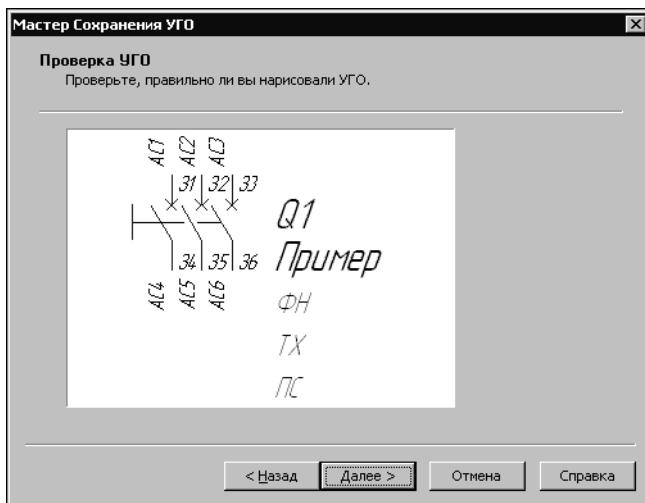 Мастер Сохранения УГО
Проверка УГО
Проверьте, правильно ли вы нарисовали УГО.
АС1 АС2 АС3
31 32 33
Q1
34 35 36
Пример
АС4 АС5 АС6
ФН
ТХ
ПС
< Назад Далее > Отмена Справка